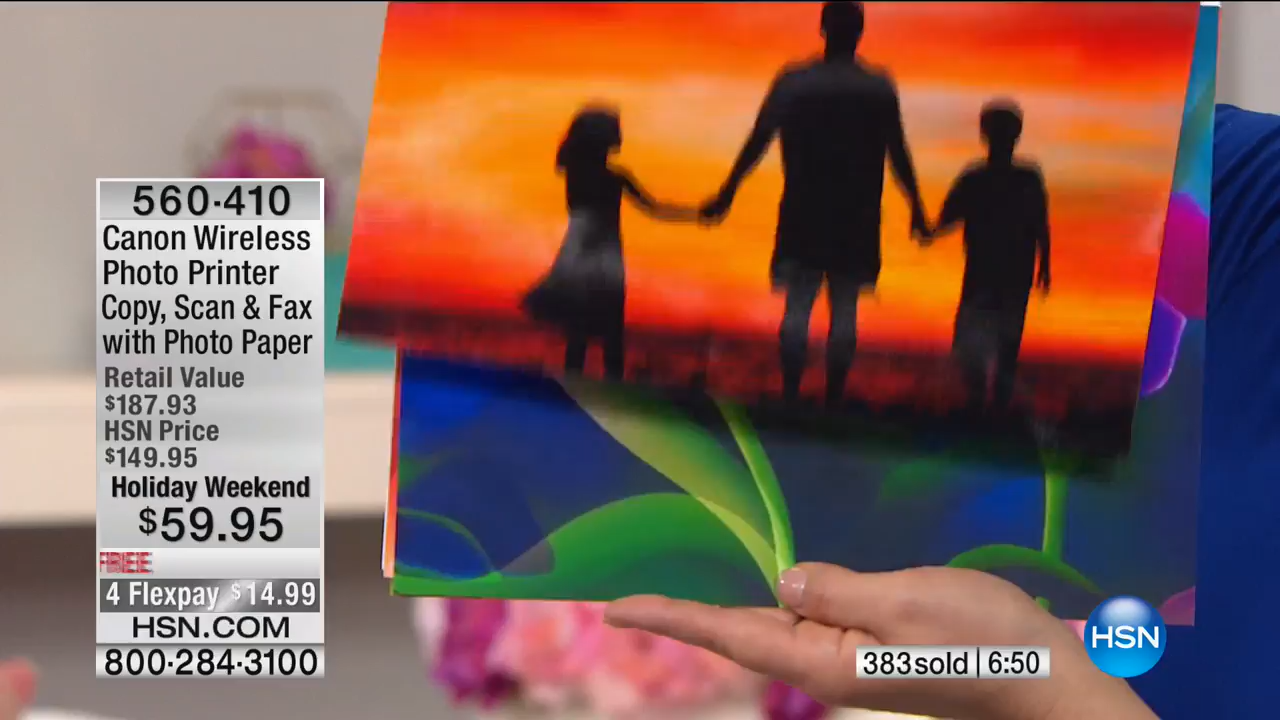 560·410
Canon Wireless
Photo Printer
Copy, Scan & Fax
with Photo Paper
Retail Value
$187.93
HSN Price
$149.95
Holiday Weekend
$59.95
FREE
4 Flexpay $14.99
HSN.COM
800·284·3100
383sold | 6:50
HSN